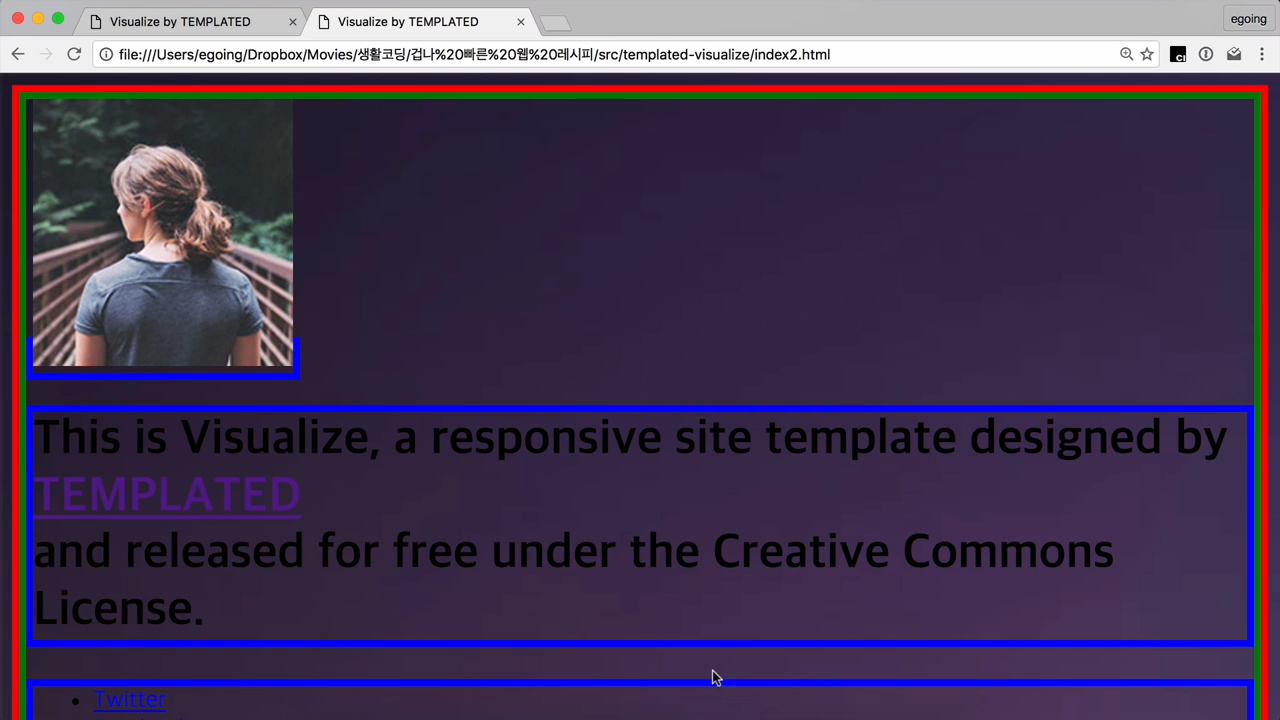 Visualize by TEMPLATED
Visualize by TEMPLATED
egoing
file:///Users/egoing/Dropbox/Movies/생활코딩/겁나%20빠른%20웹%20레시피/src/templated-visualize/index2.html
This is Visualize, a responsive site template designed by
TEMPLATED
and released for free under the Creative Commons
License.
Twitter